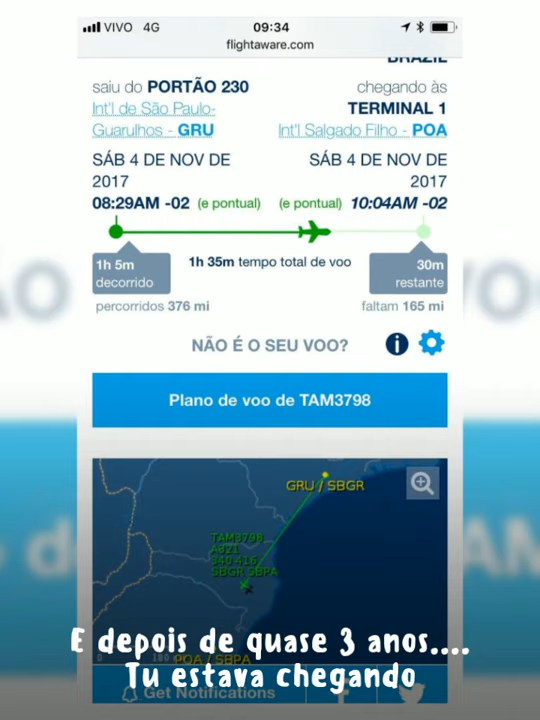 VIVO 4G 09:34
flightaware.com
BRAZIL
saiu do PORTÃO 230
chegando às
Int'l de São Paulo-
TERMINAL 1
Guarulhos - GRU
Int'l Salgado Filho - POA
SÁB 4 DE NOV DE
2017
SÁB 4 DE NOV DE
2017
08:29AM -02 (e pontual)
(e pontual) 10:04AM -02
1h 5m
decorrido
1h 35m tempo total de voo
30m
restante
percorridos 376 mi
faltam 165 mi
NÃO É O SEU VOO?
Plano de voo de TAM3798
GRU / SBGR
TAM3798
A321
340 416
SBGR SBPA
E depois de quase 3 anos....
0 180 POA / SBPA
Tu estava chegando
Get Notifications